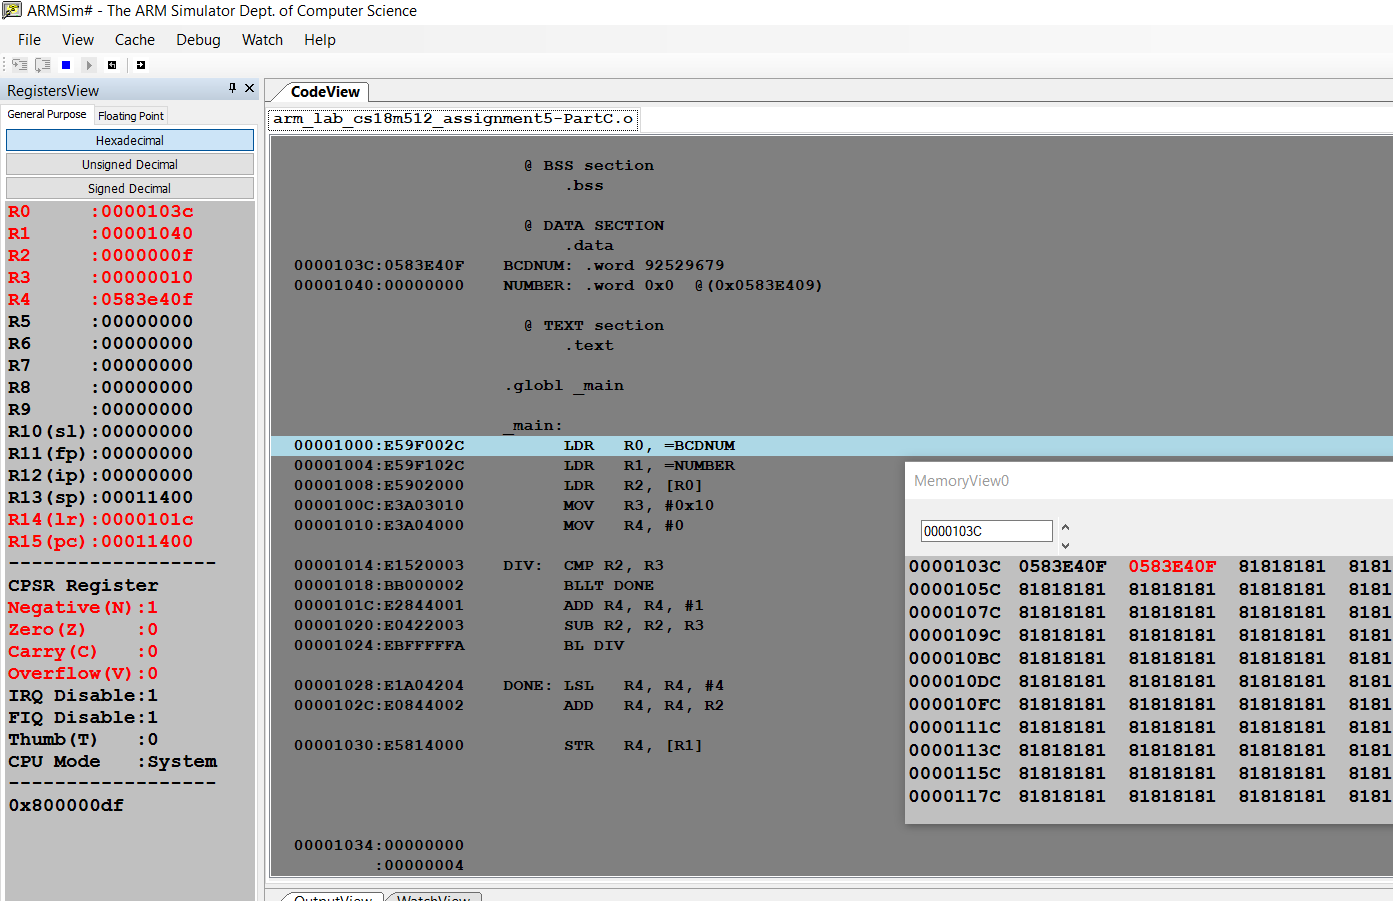 ARMSim# - The ARM Simulator Dept. of Computer Science
File View Cache Debug Watch Help
RegistersView
General Purpose Floating Point
Hexadecimal
Unsigned Decimal
Signed Decimal
R0 :0000103c
R1 :00001040
R2 :0000000f
R3 :00000010
R4 :0583e40f
R5 :00000000
R6 :00000000
R7 :00000000
R8 :00000000
R9 :00000000
R10(sl):00000000
R11(fp):00000000
R12(ip):00000000
R13(sp):00011400
R14(lr):0000101c
R15(pc):00011400
-------------------
CPSR Register
Negative(N):1
Zero(Z) :0
Carry(C) :0
Overflow(V):0
IRQ Disable:1
FIQ Disable:1
Thumb(T) :0
CPU Mode :System
-------------------
0x800000df
CodeView
arm_lab_cs18m512_assignment5-PartC.o
@ BSS section
.bss
@ DATA SECTION
.data
0000103C:0583E40F BCDNUM: .word 92529679
00001040:00000000 NUMBER: .word 0x0 @(0x0583E409)
@ TEXT section
.text
.globl _main
_main:
00001000:E59F002C LDR R0, =BCDNUM
00001004:E59F102C LDR R1, =NUMBER
00001008:E5902000 LDR R2, [R0]
0000100C:E3A03010 MOV R3, #0x10
00001010:E3A04000 MOV R4, #0
00001014:E1520003 DIV: CMP R2, R3
00001018:BB000002 BLLT DONE
0000101C:E2844001 ADD R4, R4, #1
00001020:E0422003 SUB R2, R2, R3
00001024:EBFFFFFA BL DIV
00001028:E1A04204 DONE: LSL R4, R4, #4
0000102C:E0844002 ADD R4, R4, R2
00001030:E5814000 STR R4, [R1]
00001034:00000000
:00000004
MemoryView0
0000103C
0000103C 0583E40F 0583E40F 81818181 8181
0000105C 81818181 81818181 81818181 8181
0000107C 81818181 81818181 81818181 8181
0000109C 81818181 81818181 81818181 8181
000010BC 81818181 81818181 81818181 8181
000010DC 81818181 81818181 81818181 8181
000010FC 81818181 81818181 81818181 8181
0000111C 81818181 81818181 81818181 8181
0000113C 81818181 81818181 81818181 8181
0000115C 81818181 81818181 81818181 8181
0000117C 81818181 81818181 81818181 8181
OutputView WatchView